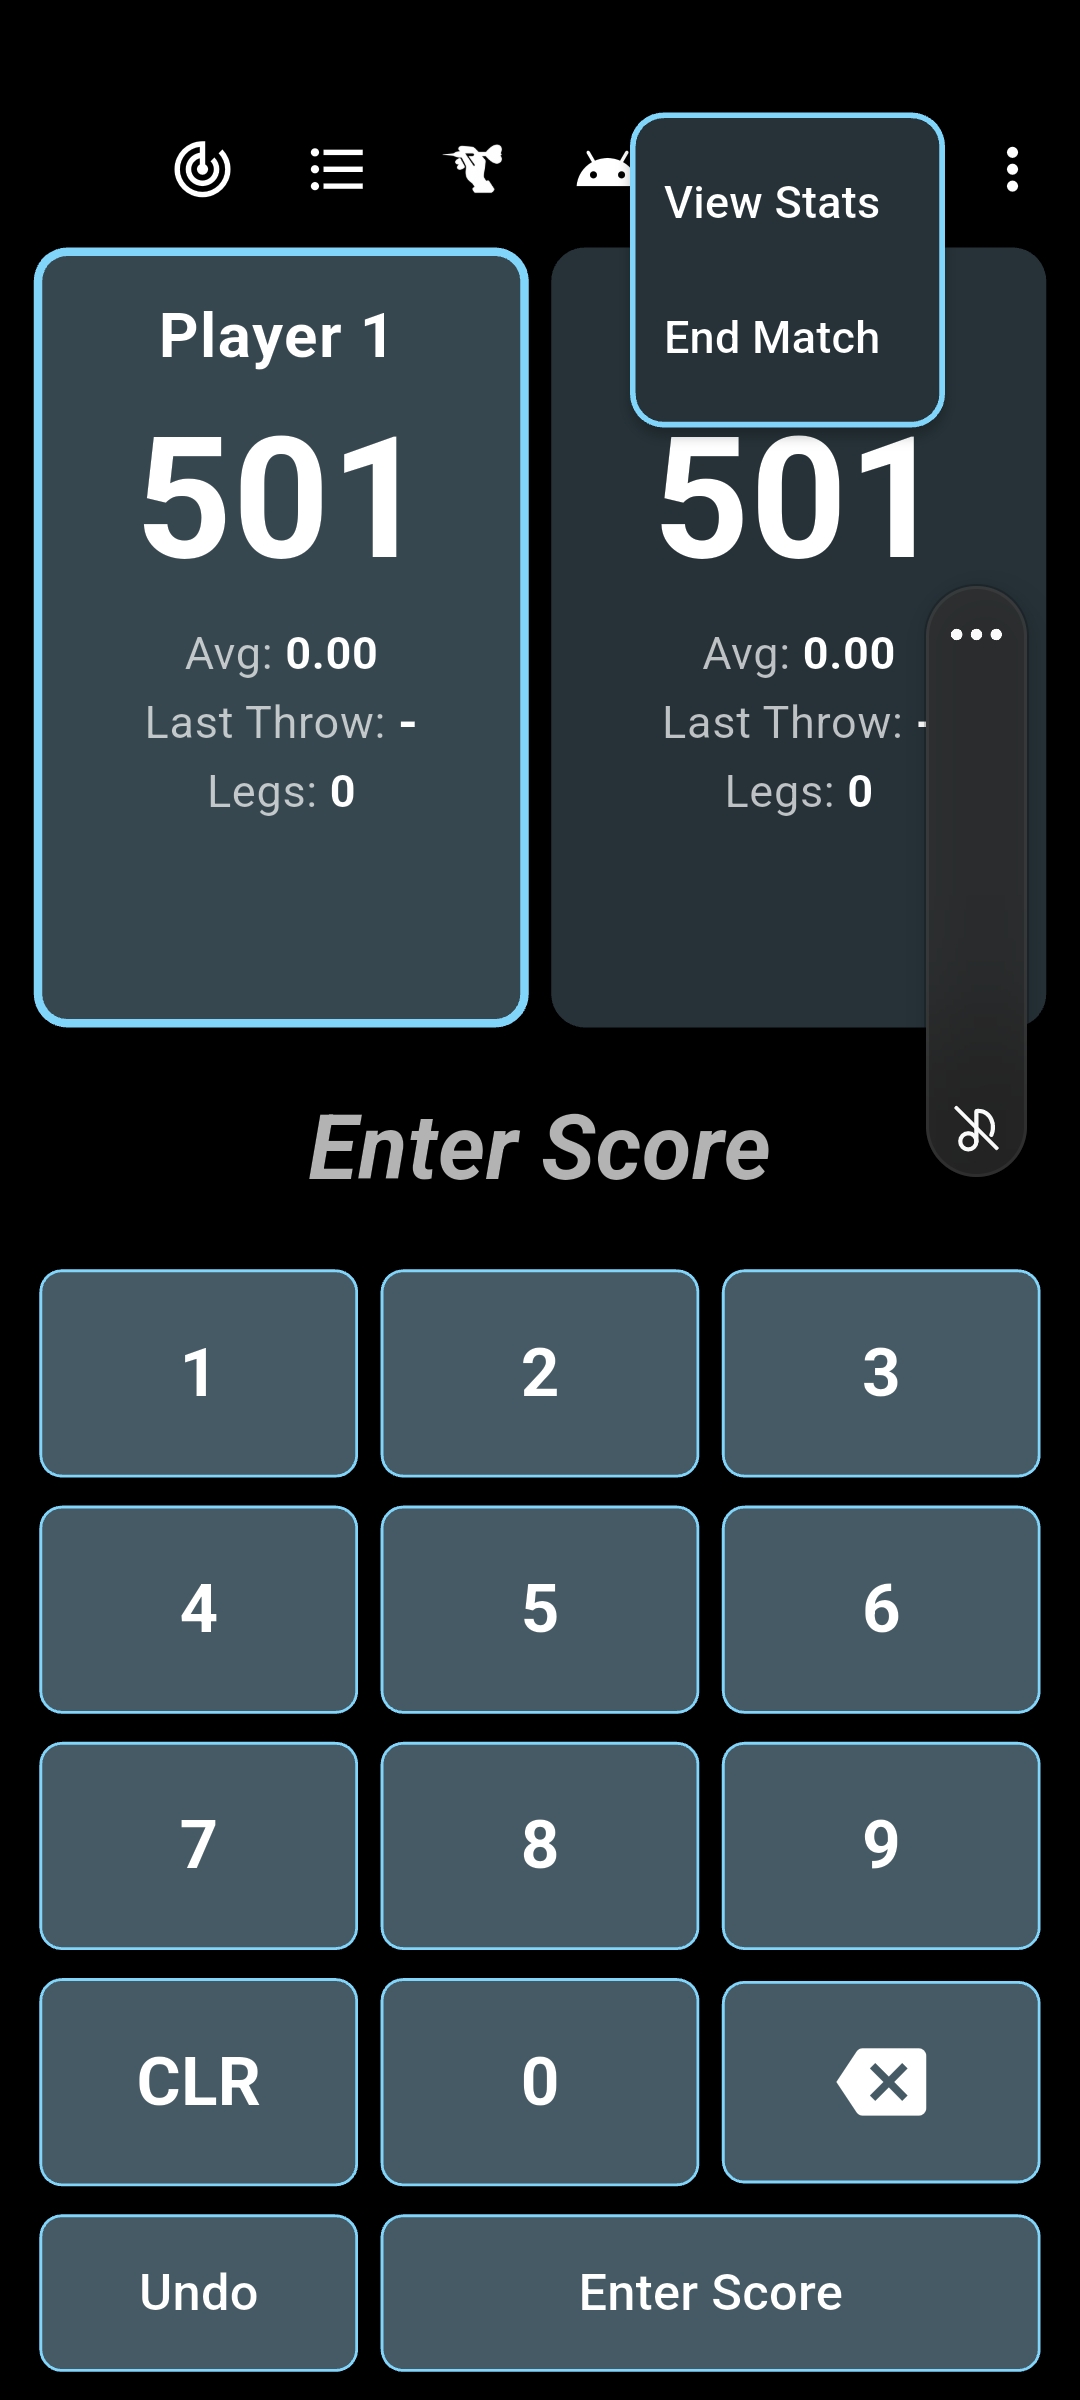 View Stats
End Match
Player 1
501
Avg: 0.00
Last Throw: -
Legs: 0
501
Avg: 0.00
Last Throw: -
Legs: 0
Enter Score
1 2 3
4 5 6
7 8 9
CLR 0
Undo Enter Score